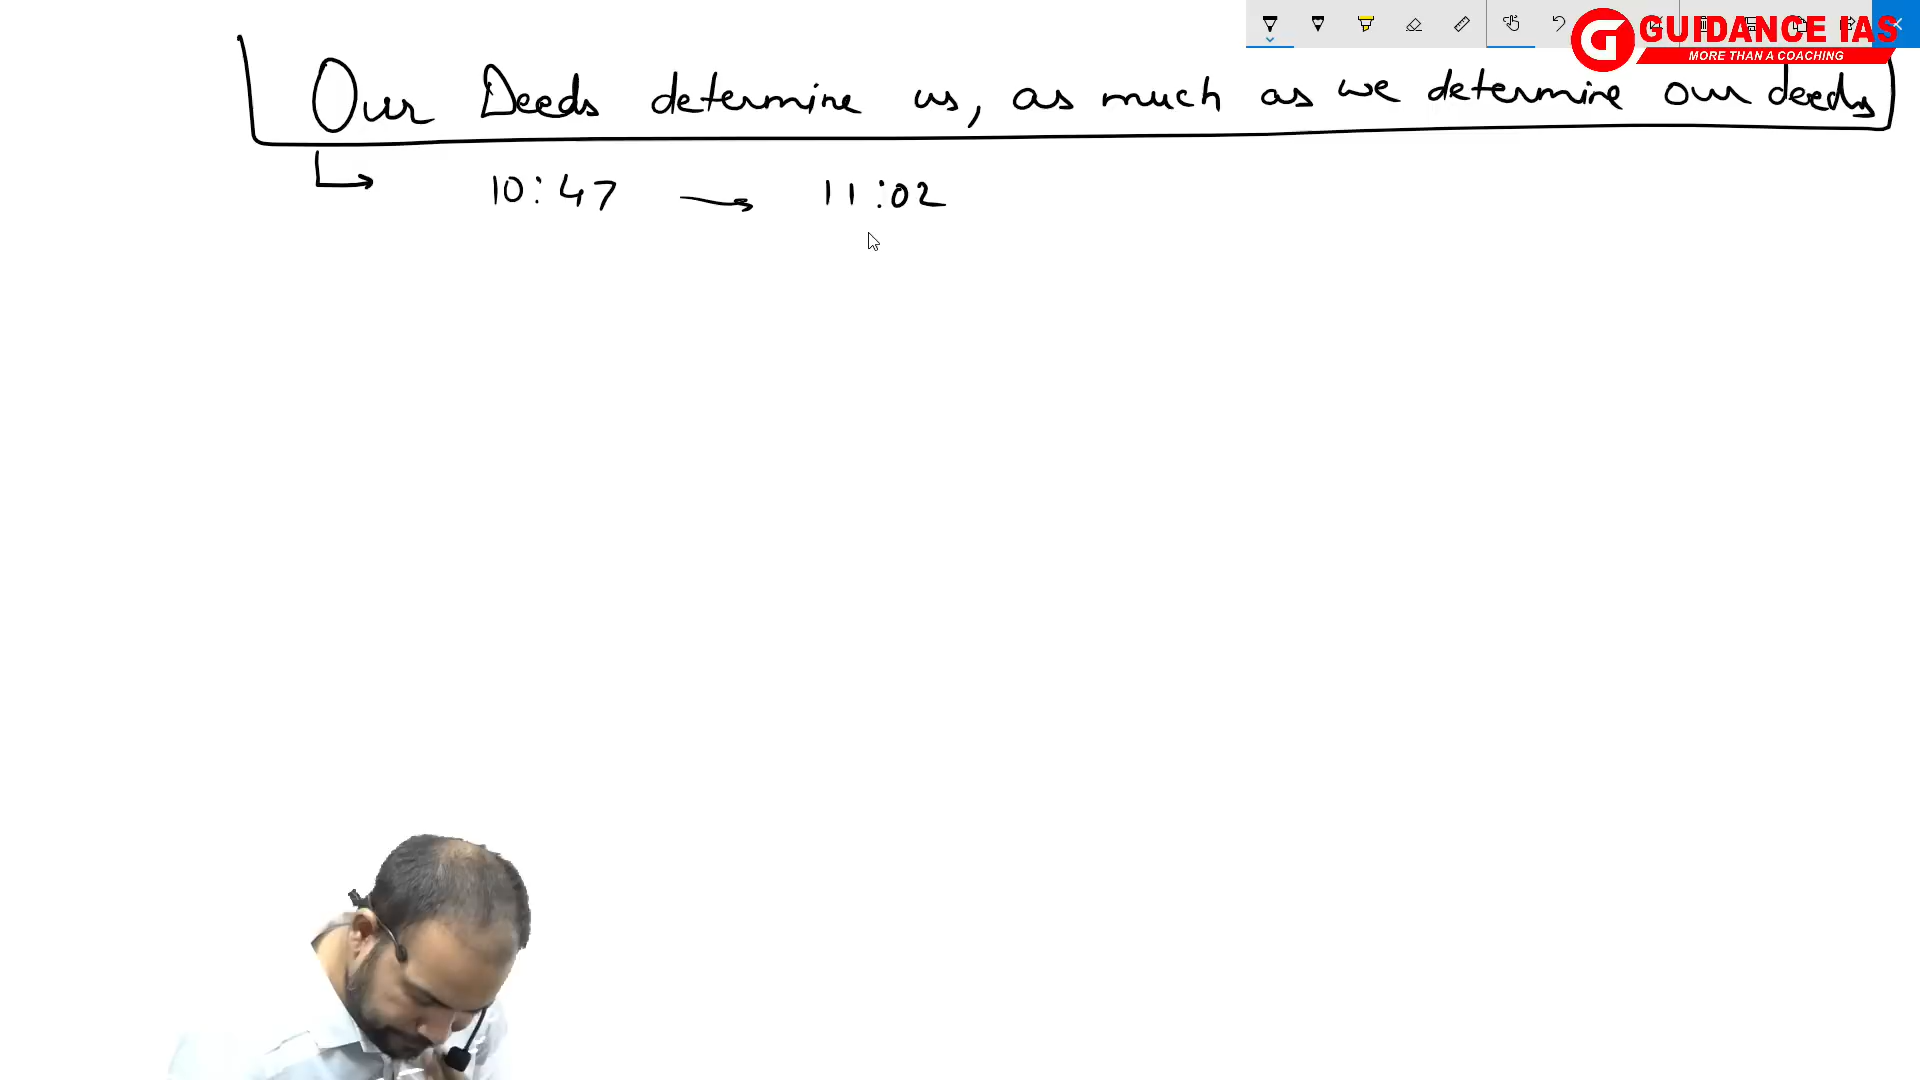 GUIDANCE IAS
MORE THAN A COACHING
Our Deeds determine us, as much as we determine our deeds
10:47 → 11:02